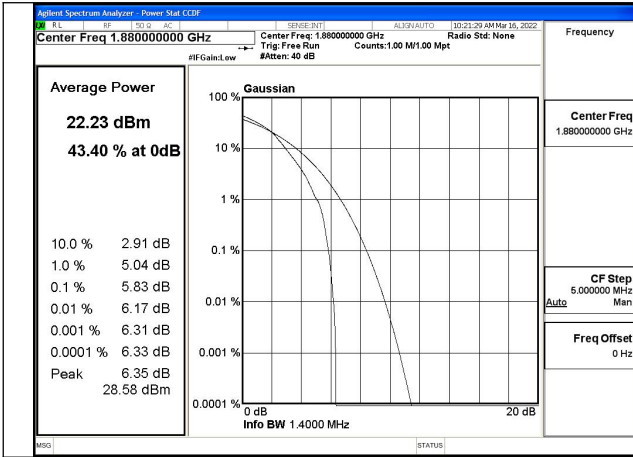 Agilent Spectrum Analyzer - Power Stat CCDF
RL RF 50 Ω AC SENSE:INT ALIGNAUTO 10:21:29 AM Mar 16, 2022
Center Freq 1.880000000 GHz
Center Freq: 1.880000000 GHz Radio Std: None
Trig: Free Run Counts:1.00 M/1.00 Mpt
#IFGain:Low #Atten: 40 dB
Frequency
Average Power
22.23 dBm
43.40 % at 0dB
10.0 % 2.91 dB
1.0 % 5.04 dB
0.1 % 5.83 dB
0.01 % 6.17 dB
0.001 % 6.31 dB
0.0001 % 6.33 dB
Peak 6.35 dB
28.58 dBm
Gaussian
100 %
10 %
1 %
0.1 %
0.01 %
0.001 %
0.0001 %
0 dB 20 dB
Info BW 1.4000 MHz
Center Freq
1.880000000 GHz
CF Step
5.000000 MHz
Auto Man
Freq Offset
0 Hz
MSG STATUS